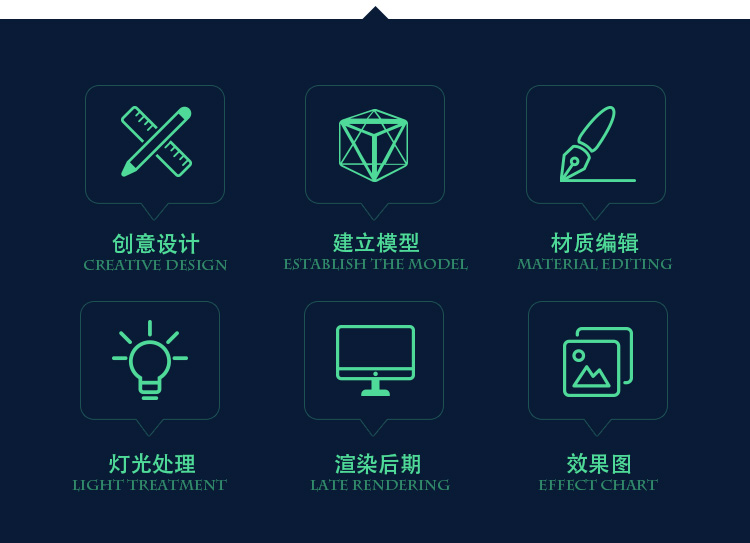 创意设计
CREATIVE DESIGN
建立模型
ESTABLISH THE MODEL
材质编辑
MATERIAL EDITING
灯光处理
LIGHT TREATMENT
渲染后期
LATE RENDERING
效果图
EFFECT CHART